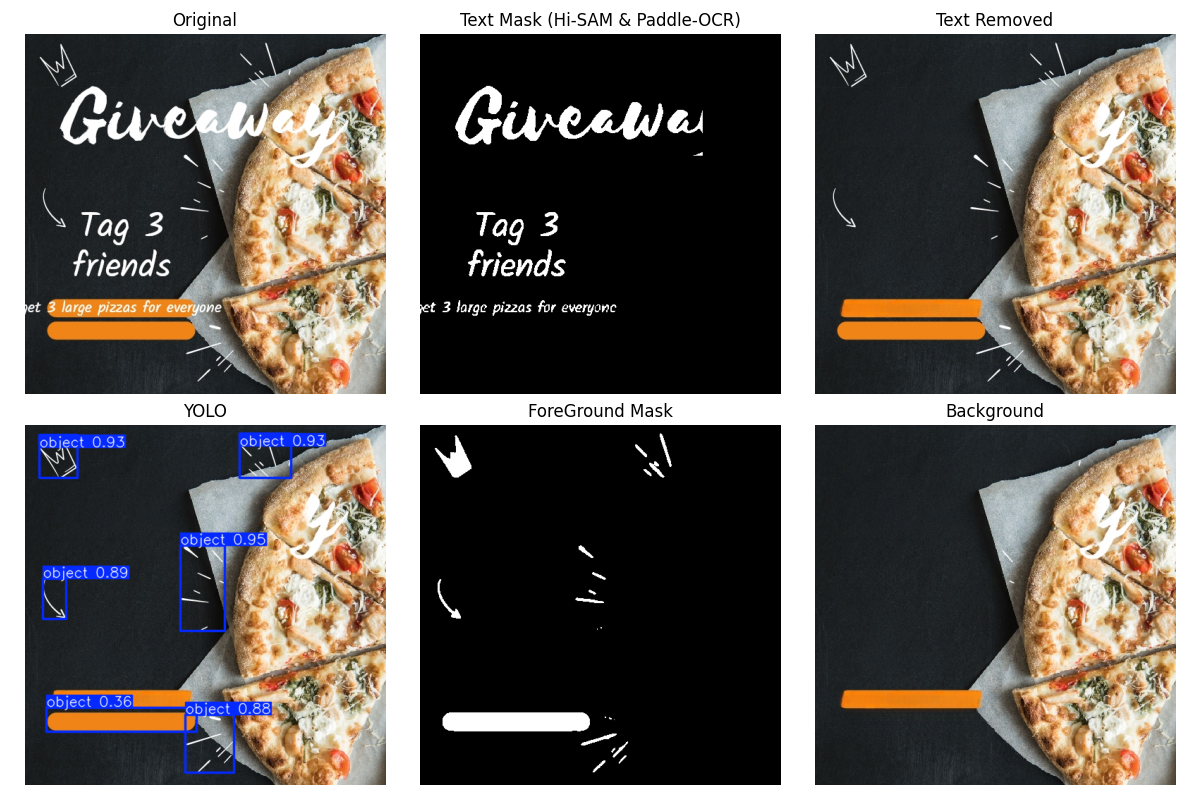 Original
Text Mask (Hi-SAM & Paddle-OCR)
Text Removed
Giveaway
Tag 3
friends
get 3 large pizzas for everyone
Giveawa
Tag 3
friends
get 3 large pizzas for everyone
y
YOLO
ForeGround Mask
Background
object 0.93
object 0.93
y
object 0.95
object 0.89
object 0.36
object 0.88
y